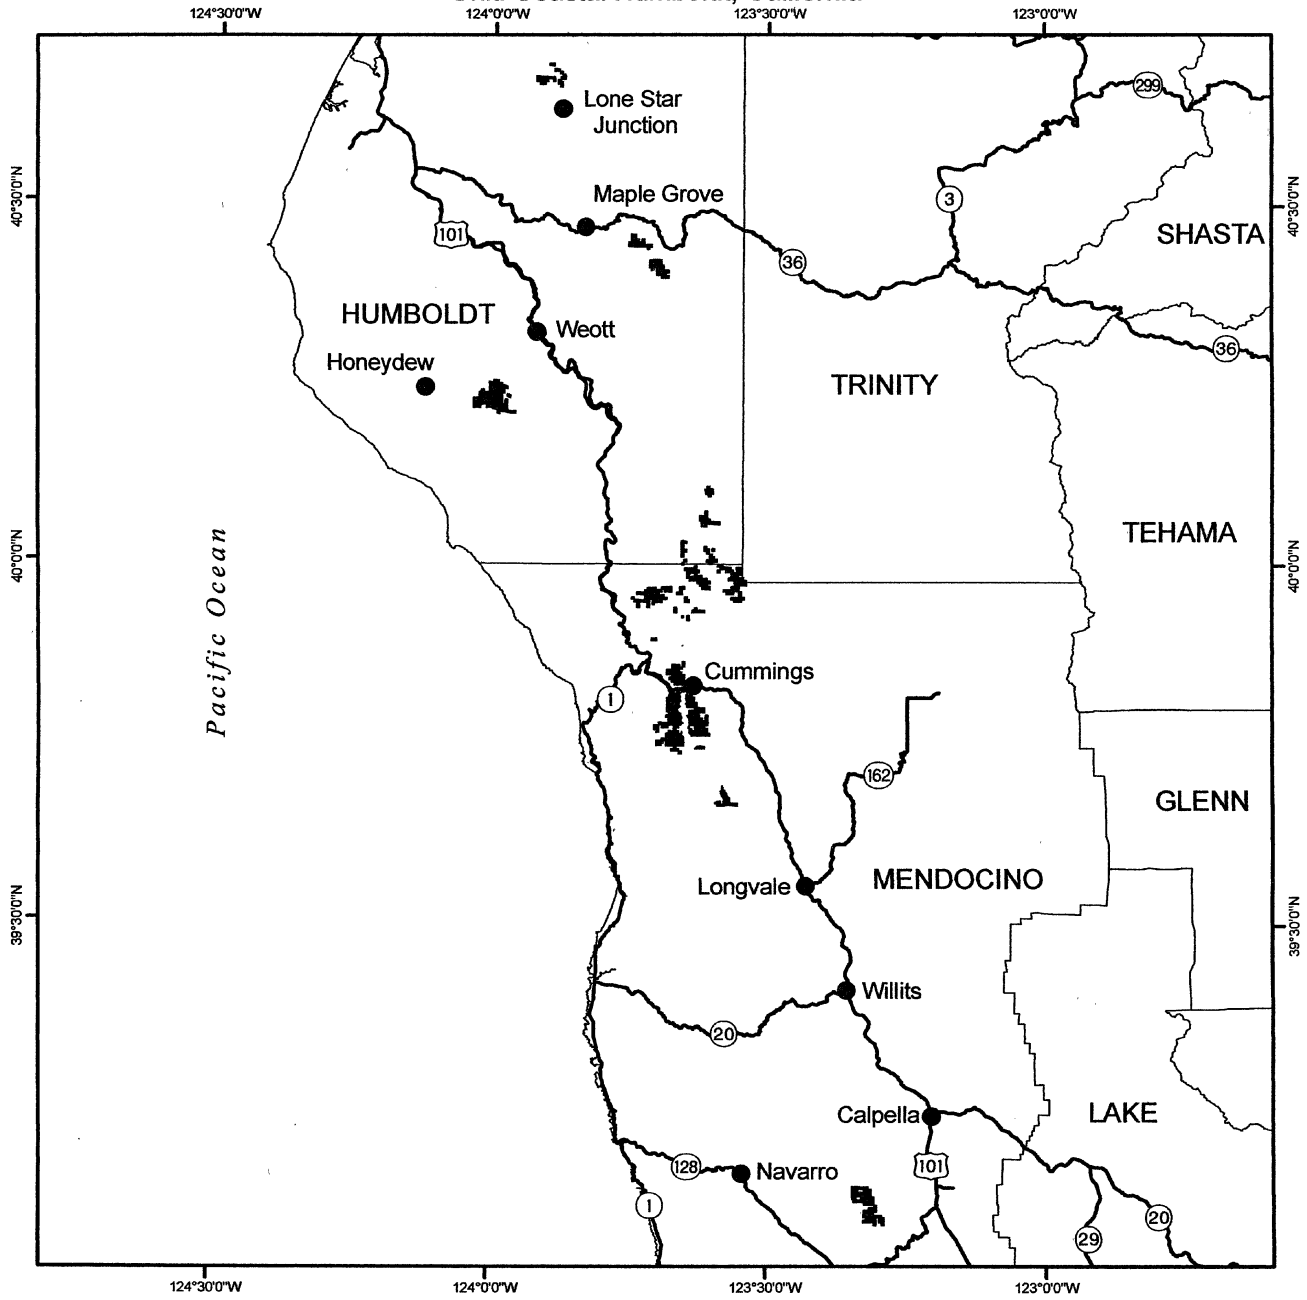 124°30'0"W 124°0'0"W 123°30'0"W 123°0'0"W
299
Lone Star
Junction
40°30'0"N
Maple Grove
3
40°30'0"N
101
SHASTA
36
HUMBOLDT
Weott
36
Honeydew
TRINITY
Pacific Ocean
TEHAMA
40°0'0"N
40°0'0"N
Cummings
1
162
GLENN
Longvale
MENDOCINO
39°30'0"N
39°30'0"N
Willits
20
Calpella
LAKE
128
Navarro
101
1
20
29
124°30'0"W 124°0'0"W 123°30'0"W 123°0'0"W